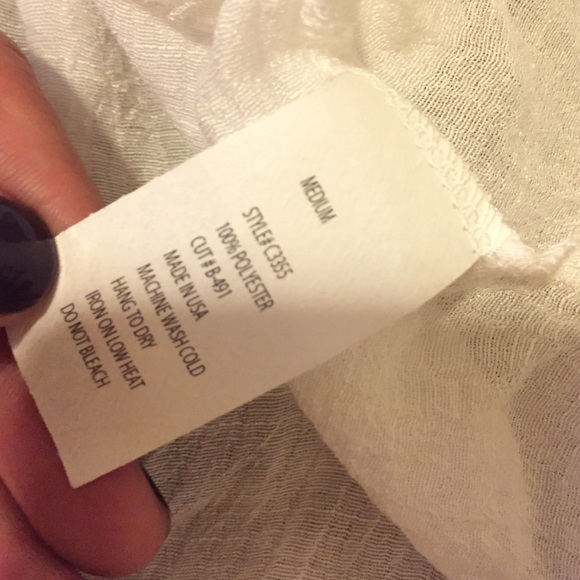 MEDIUM
STYLE# C3355
100% POLYESTER
CUT # B-491
MADE IN USA
MACHINE WASH COLD
HANG TO DRY
IRON ON LOW HEAT
DO NOT BLEACH